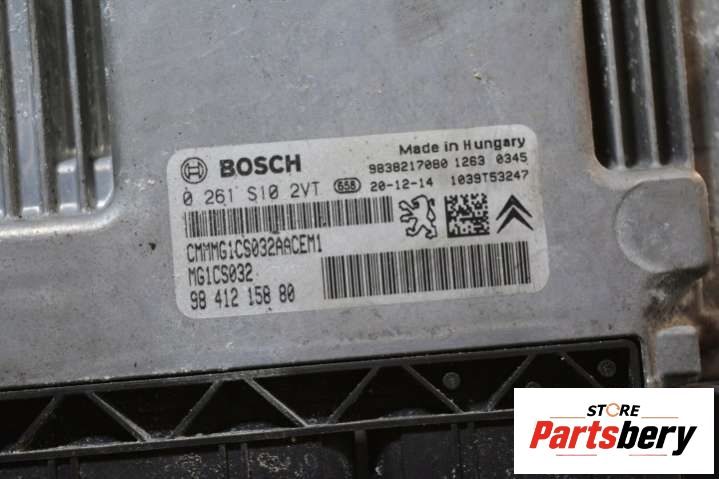 Made in Hungary
BOSCH
9838217080 1263 0345
0 261 S10 2VT 658 20-12-14 1039T53247
CMMMG1CS032AACEM1
MG1CS032
98 412 158 80
STORE
Partsbery